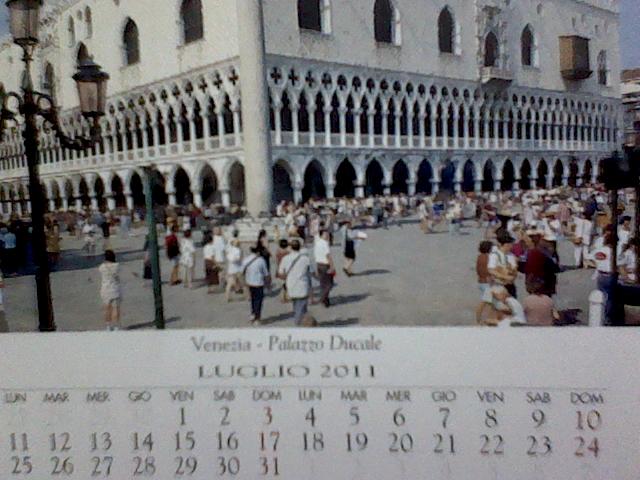 Venezia - Palazzo Ducale
LUGLIO 2011
LUN MAR MER GIO VEN SAB DOM LUN MAR MER GIO VEN SAB DOM
1 2 3 4 5 6 7 8 9 10
11 12 13 14 15 16 17 18 19 20 21 22 23 24
25 26 27 28 29 30 31